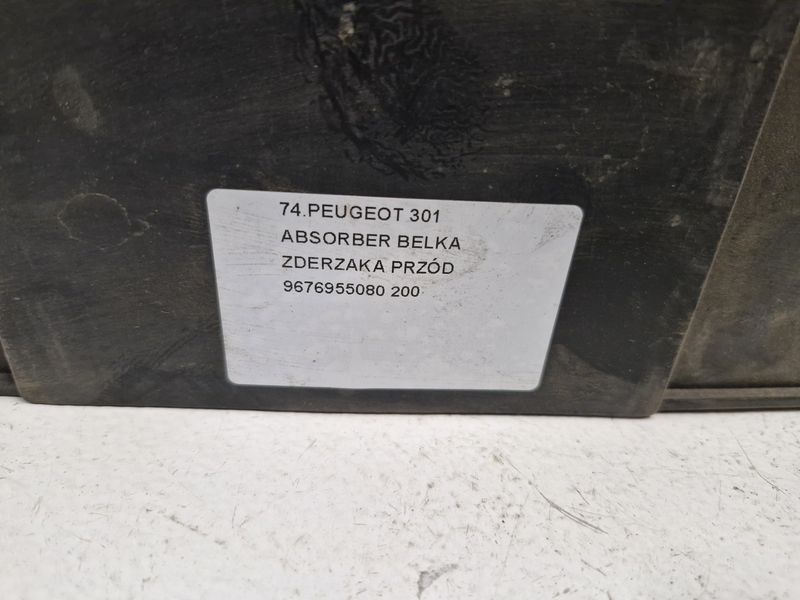 74.PEUGEOT 301
ABSORBER BELKA
ZDERZAKA PRZÓD
9676955080 200